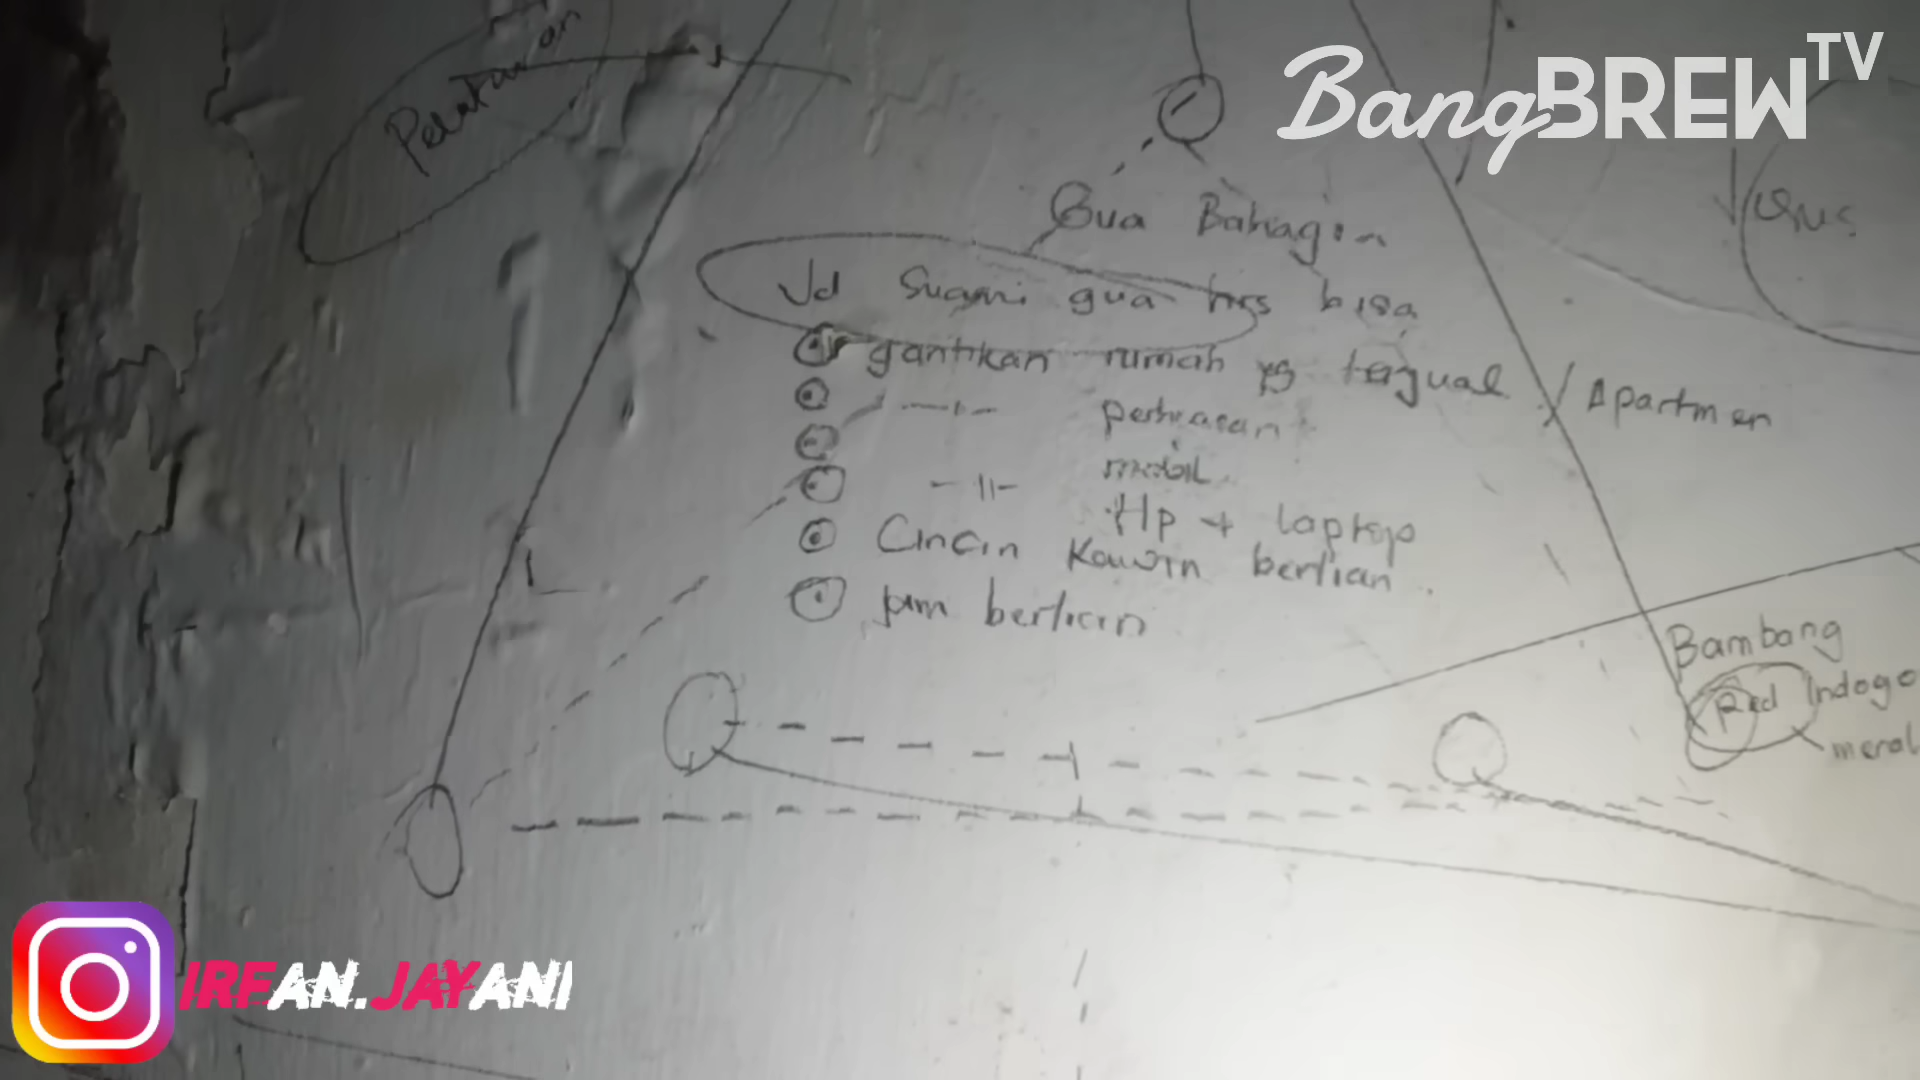 BangBREW TV
Gua Bahagia
Jd Suami gua hrs bisa
gantikan rumah yg terjual / Apartmen
-"- perhiasan
mobil
-"- Hp + laptop
Cincin Kawin berlian
jam berlian
Venus
Bambang
Red Indogo
IRFAN.JAYANI